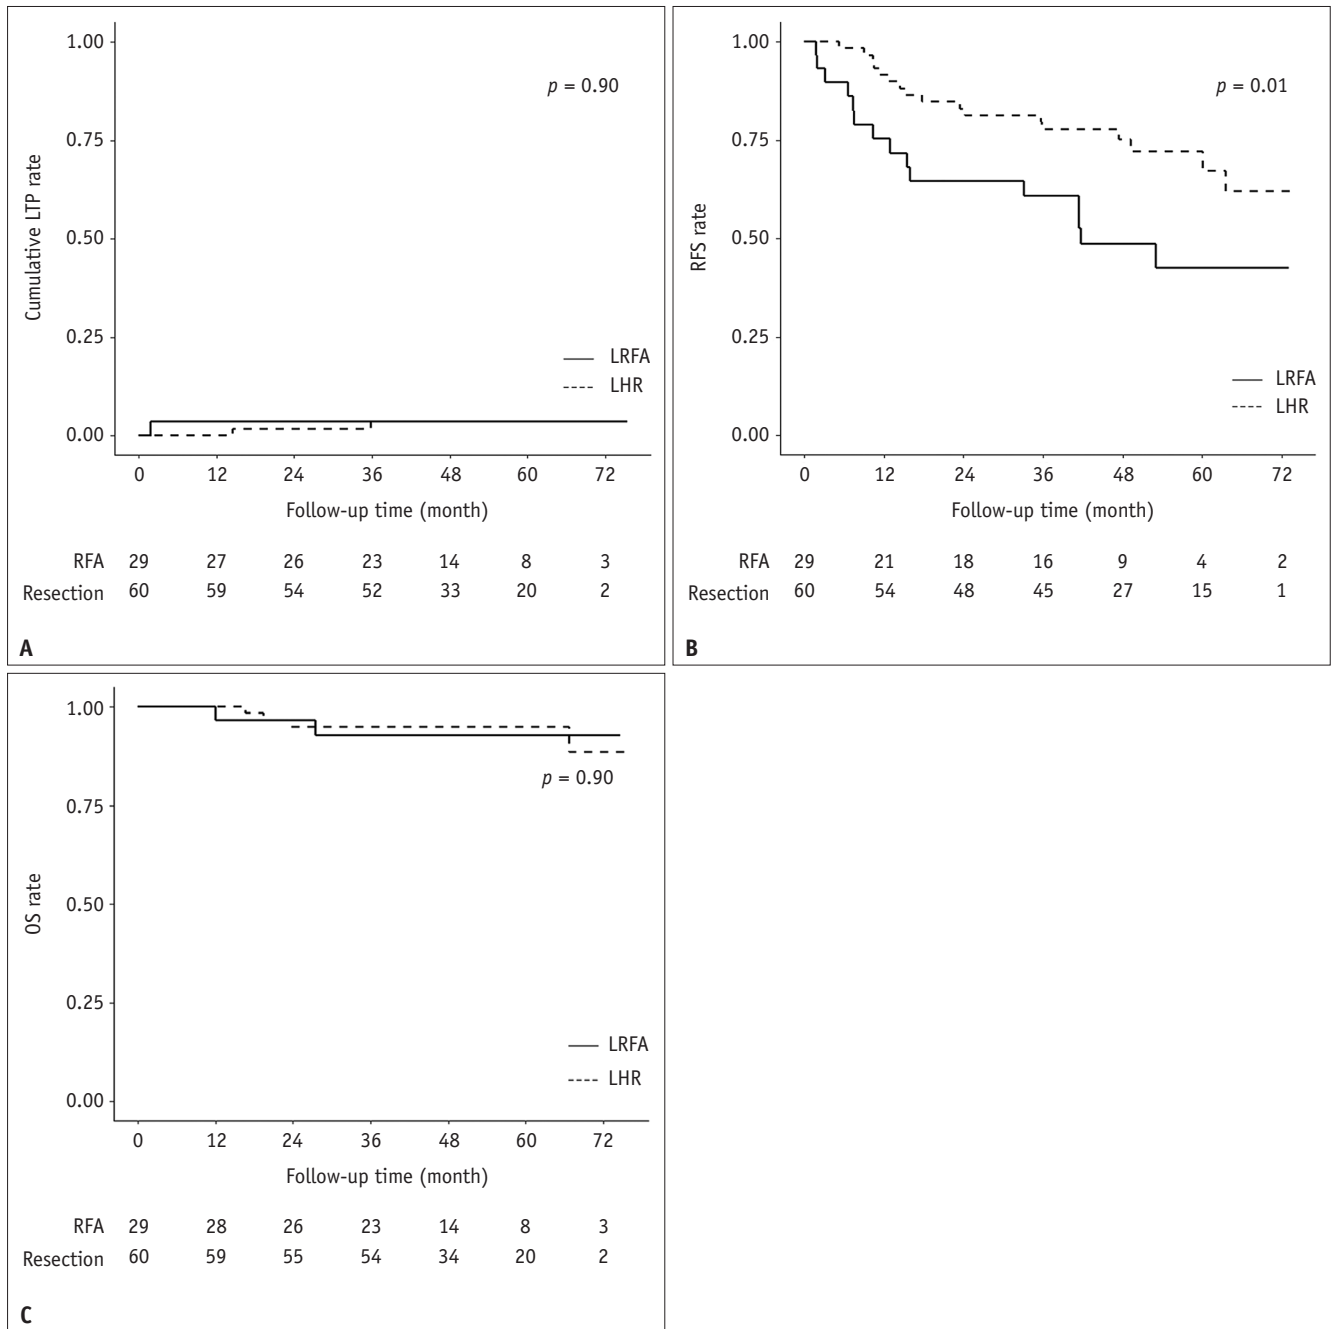 1.00
p = 0.90
0.75
Cumulative LTP rate
0.50
0.25
LRFA
LHR
0.00
0 12 24 36 48 60 72
Follow-up time (month)
RFA 29 27 26 23 14 8 3
Resection 60 59 54 52 33 20 2
A
1.00
p = 0.01
0.75
RFS rate
0.50
0.25
LRFA
LHR
0.00
0 12 24 36 48 60 72
Follow-up time (month)
RFA 29 21 18 16 9 4 2
Resection 60 54 48 45 27 15 1
B
1.00
p = 0.90
0.75
OS rate
0.50
0.25
LRFA
LHR
0.00
0 12 24 36 48 60 72
Follow-up time (month)
RFA 29 28 26 23 14 8 3
Resection 60 59 55 54 34 20 2
C